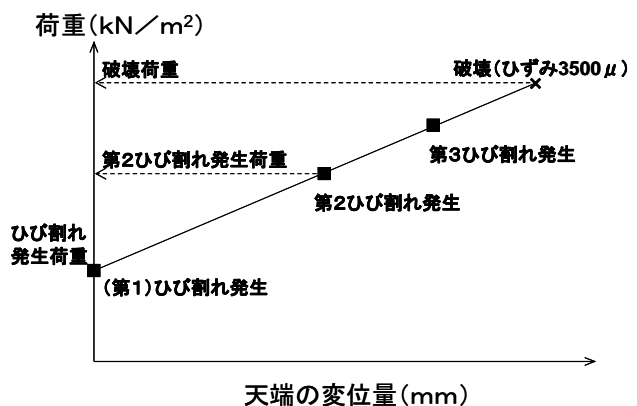 荷重（kN／m²）
破壊荷重
破壊（ひずみ3500μ）
第3ひび割れ発生
第2ひび割れ発生荷重
第2ひび割れ発生
ひび割れ
発生荷重
（第1）ひび割れ発生
天端の変位量（mm）